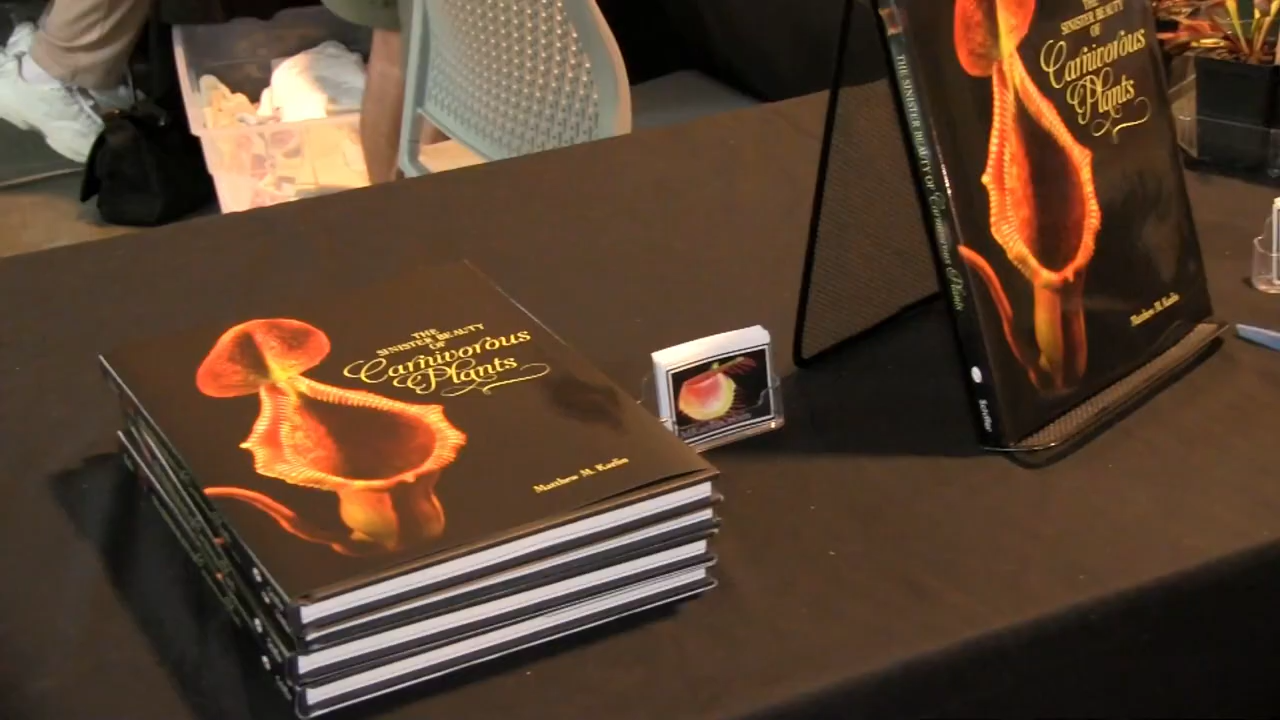 THE
SINISTER BEAUTY
OF
Carnivorous
Plants
Matthew M. Kaelin
THE
SINISTER BEAUTY
OF
Carnivorous
Plants
Matthew M. Kaelin
THE SINISTER BEAUTY OF Carnivorous Plants
Schiffer